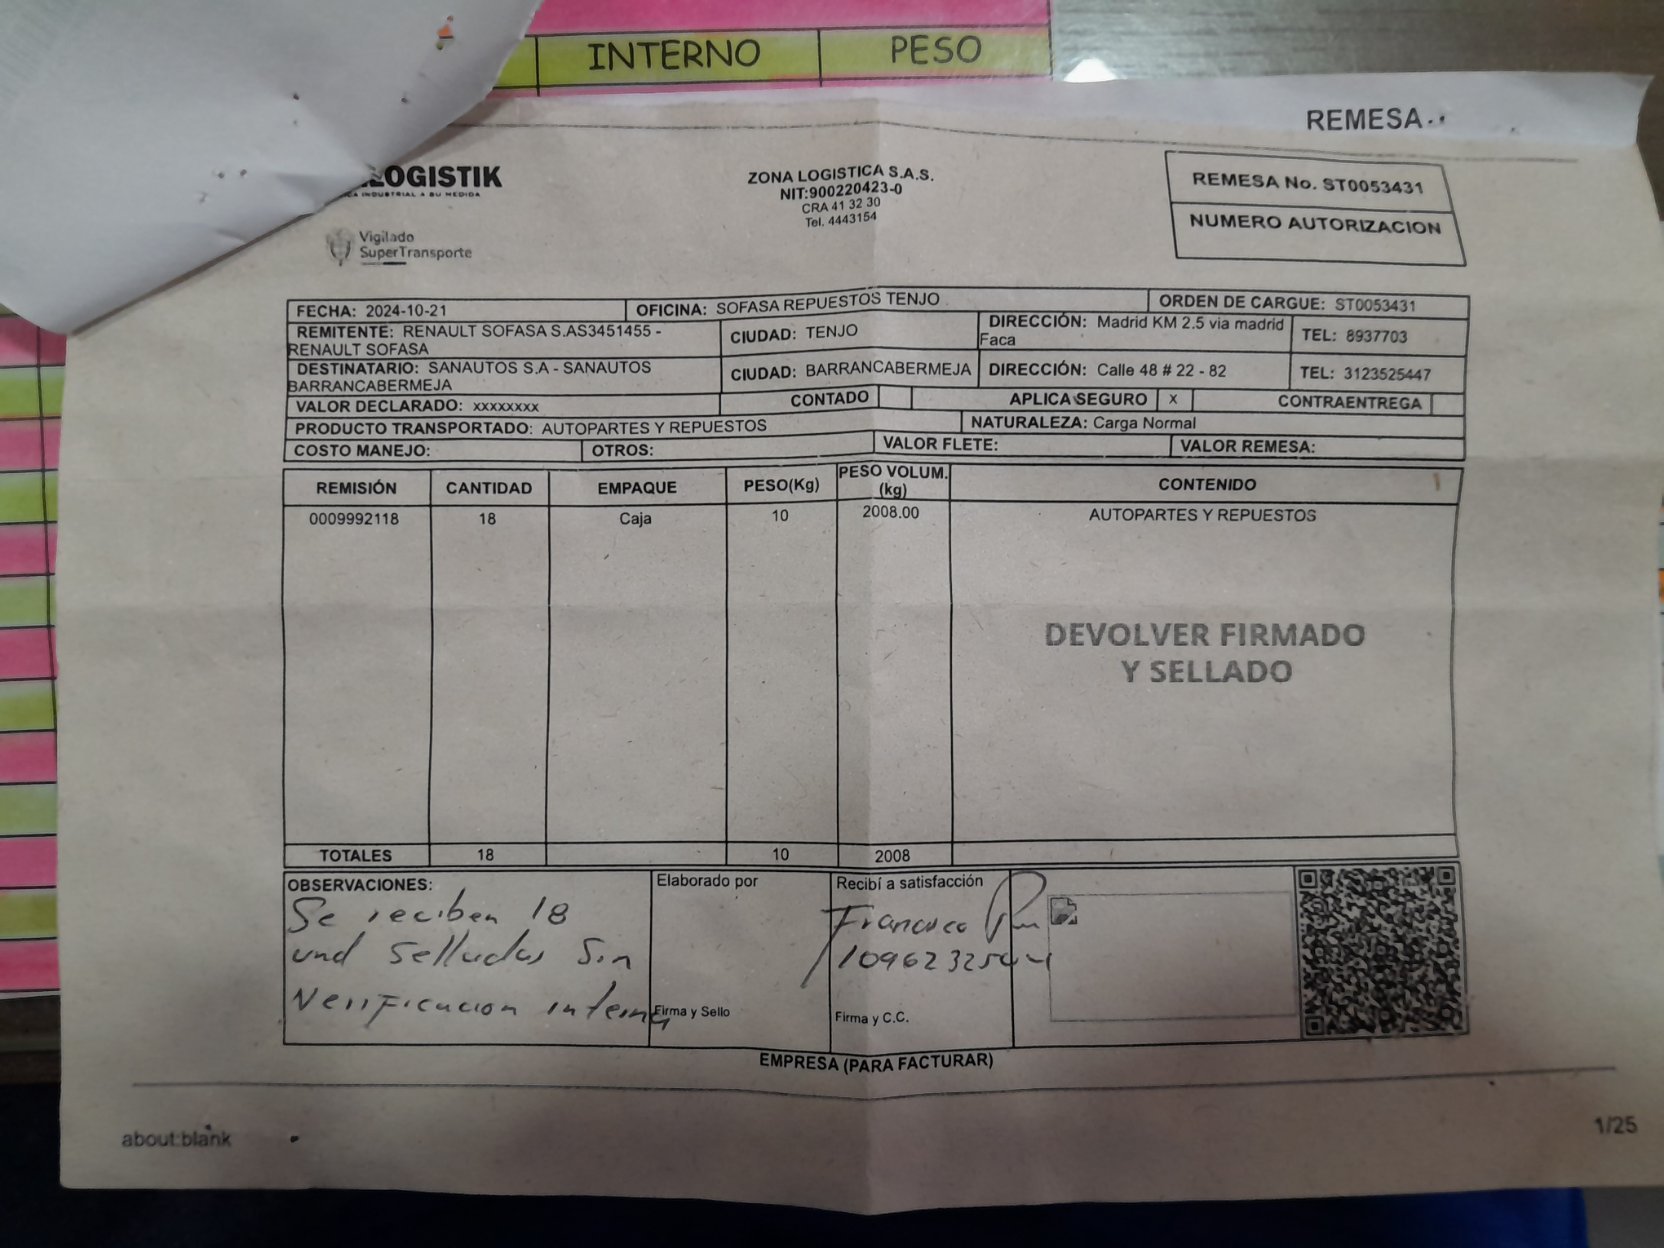 INTERNO PESO
REMESA
LOGISTIK
INDUSTRIAL A SU MEDIDA
Vigilado
SuperTransporte
ZONA LOGISTICA S.A.S.
NIT:900220423-0
CRA 41 32 30
Tel. 4443154
REMESA No. ST0053431
NUMERO AUTORIZACION
FECHA: 2024-10-21 OFICINA: SOFASA REPUESTOS TENJO ORDEN DE CARGUE: ST0053431
REMITENTE: RENAULT SOFASA S.AS3451455 -
RENAULT SOFASA
CIUDAD: TENJO
DIRECCIÓN: Madrid KM 2.5 via madrid
Faca
TEL: 8937703
DESTINATARIO: SANAUTOS S.A - SANAUTOS
BARRANCABERMEJA
CIUDAD: BARRANCABERMEJA
DIRECCIÓN: Calle 48 # 22 - 82
TEL: 3123525447
VALOR DECLARADO: xxxxxxxx CONTADO APLICA SEGURO x CONTRAENTREGA
PRODUCTO TRANSPORTADO: AUTOPARTES Y REPUESTOS NATURALEZA: Carga Normal
COSTO MANEJO: OTROS: VALOR FLETE: VALOR REMESA:
REMISIÓN CANTIDAD EMPAQUE PESO(Kg) PESO VOLUM. (kg) CONTENIDO
0009992118 18 Caja 10 2008.00 AUTOPARTES Y REPUESTOS
DEVOLVER FIRMADO
Y SELLADO
TOTALES 18 10 2008
OBSERVACIONES:
Se reciben 18
und Selladas Sin
Verificacion interna
Elaborado por
Firma y Sello
Recibí a satisfacción
Francisco
Firma y C.C.
EMPRESA (PARA FACTURAR)
about:blank 1/25